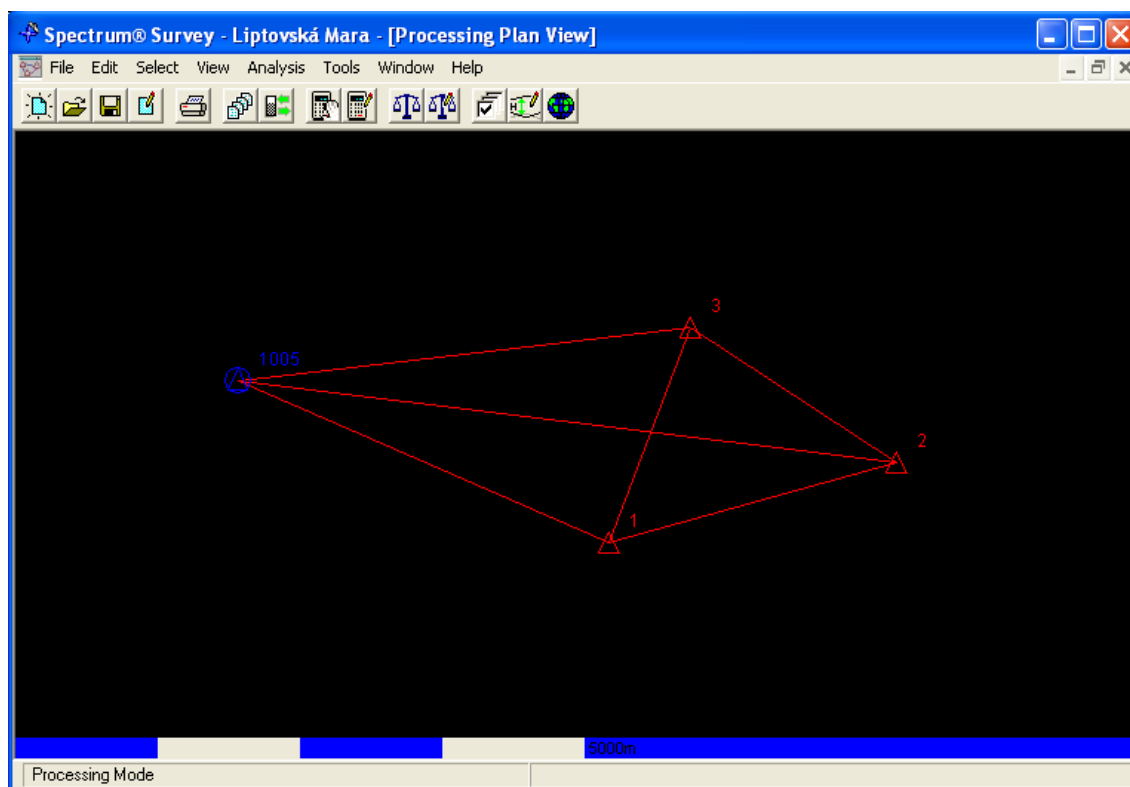 Spectrum® Survey - Liptovská Mara - [Processing Plan View]
File Edit Select View Analysis Tools Window Help
3
1005
2
1
5000m
Processing Mode